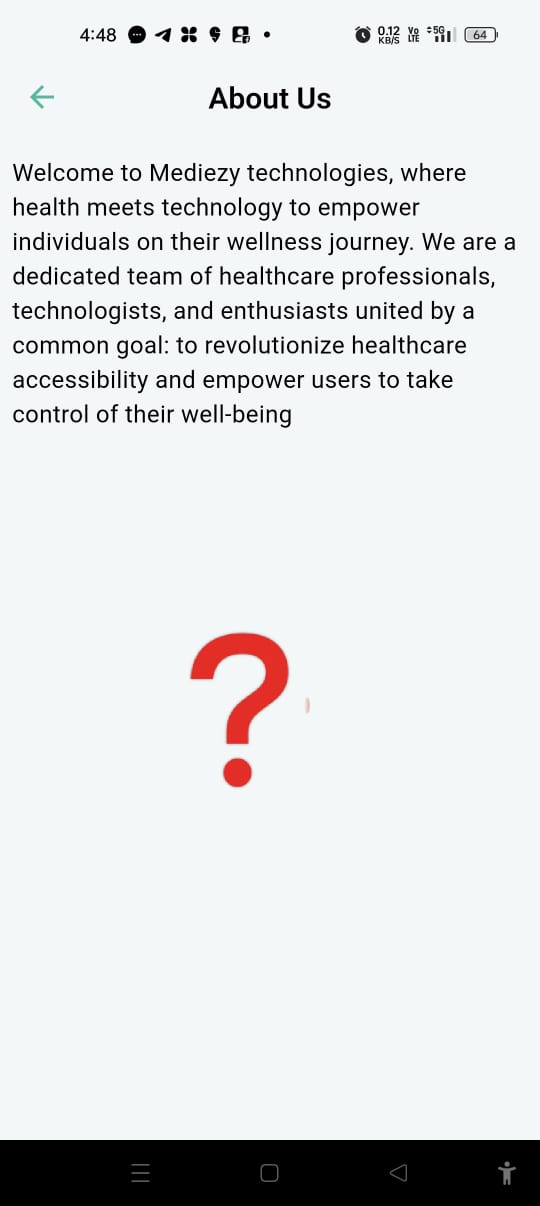 4:48
0.12
KB/S
Vo
LTE
5G
64
About Us
Welcome to Mediezy technologies, where
health meets technology to empower
individuals on their wellness journey. We are a
dedicated team of healthcare professionals,
technologists, and enthusiasts united by a
common goal: to revolutionize healthcare
accessibility and empower users to take
control of their well-being
?